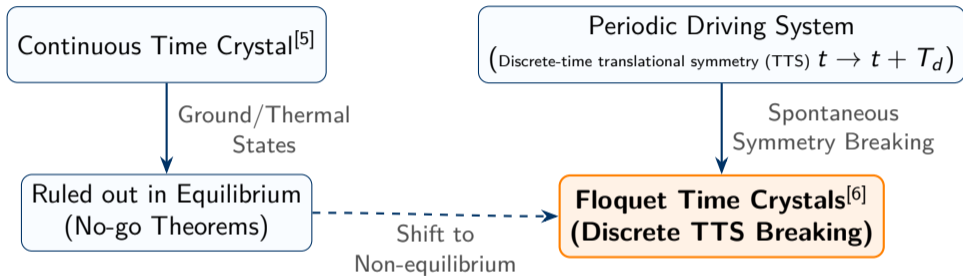 Continuous Time Crystal[5]
Periodic Driving System
(Discrete-time translational symmetry (TTS) t → t + T_d)
Ground/Thermal
States
Spontaneous
Symmetry Breaking
Ruled out in Equilibrium
(No-go Theorems)
Shift to
Non-equilibrium
Floquet Time Crystals[6]
(Discrete TTS Breaking)